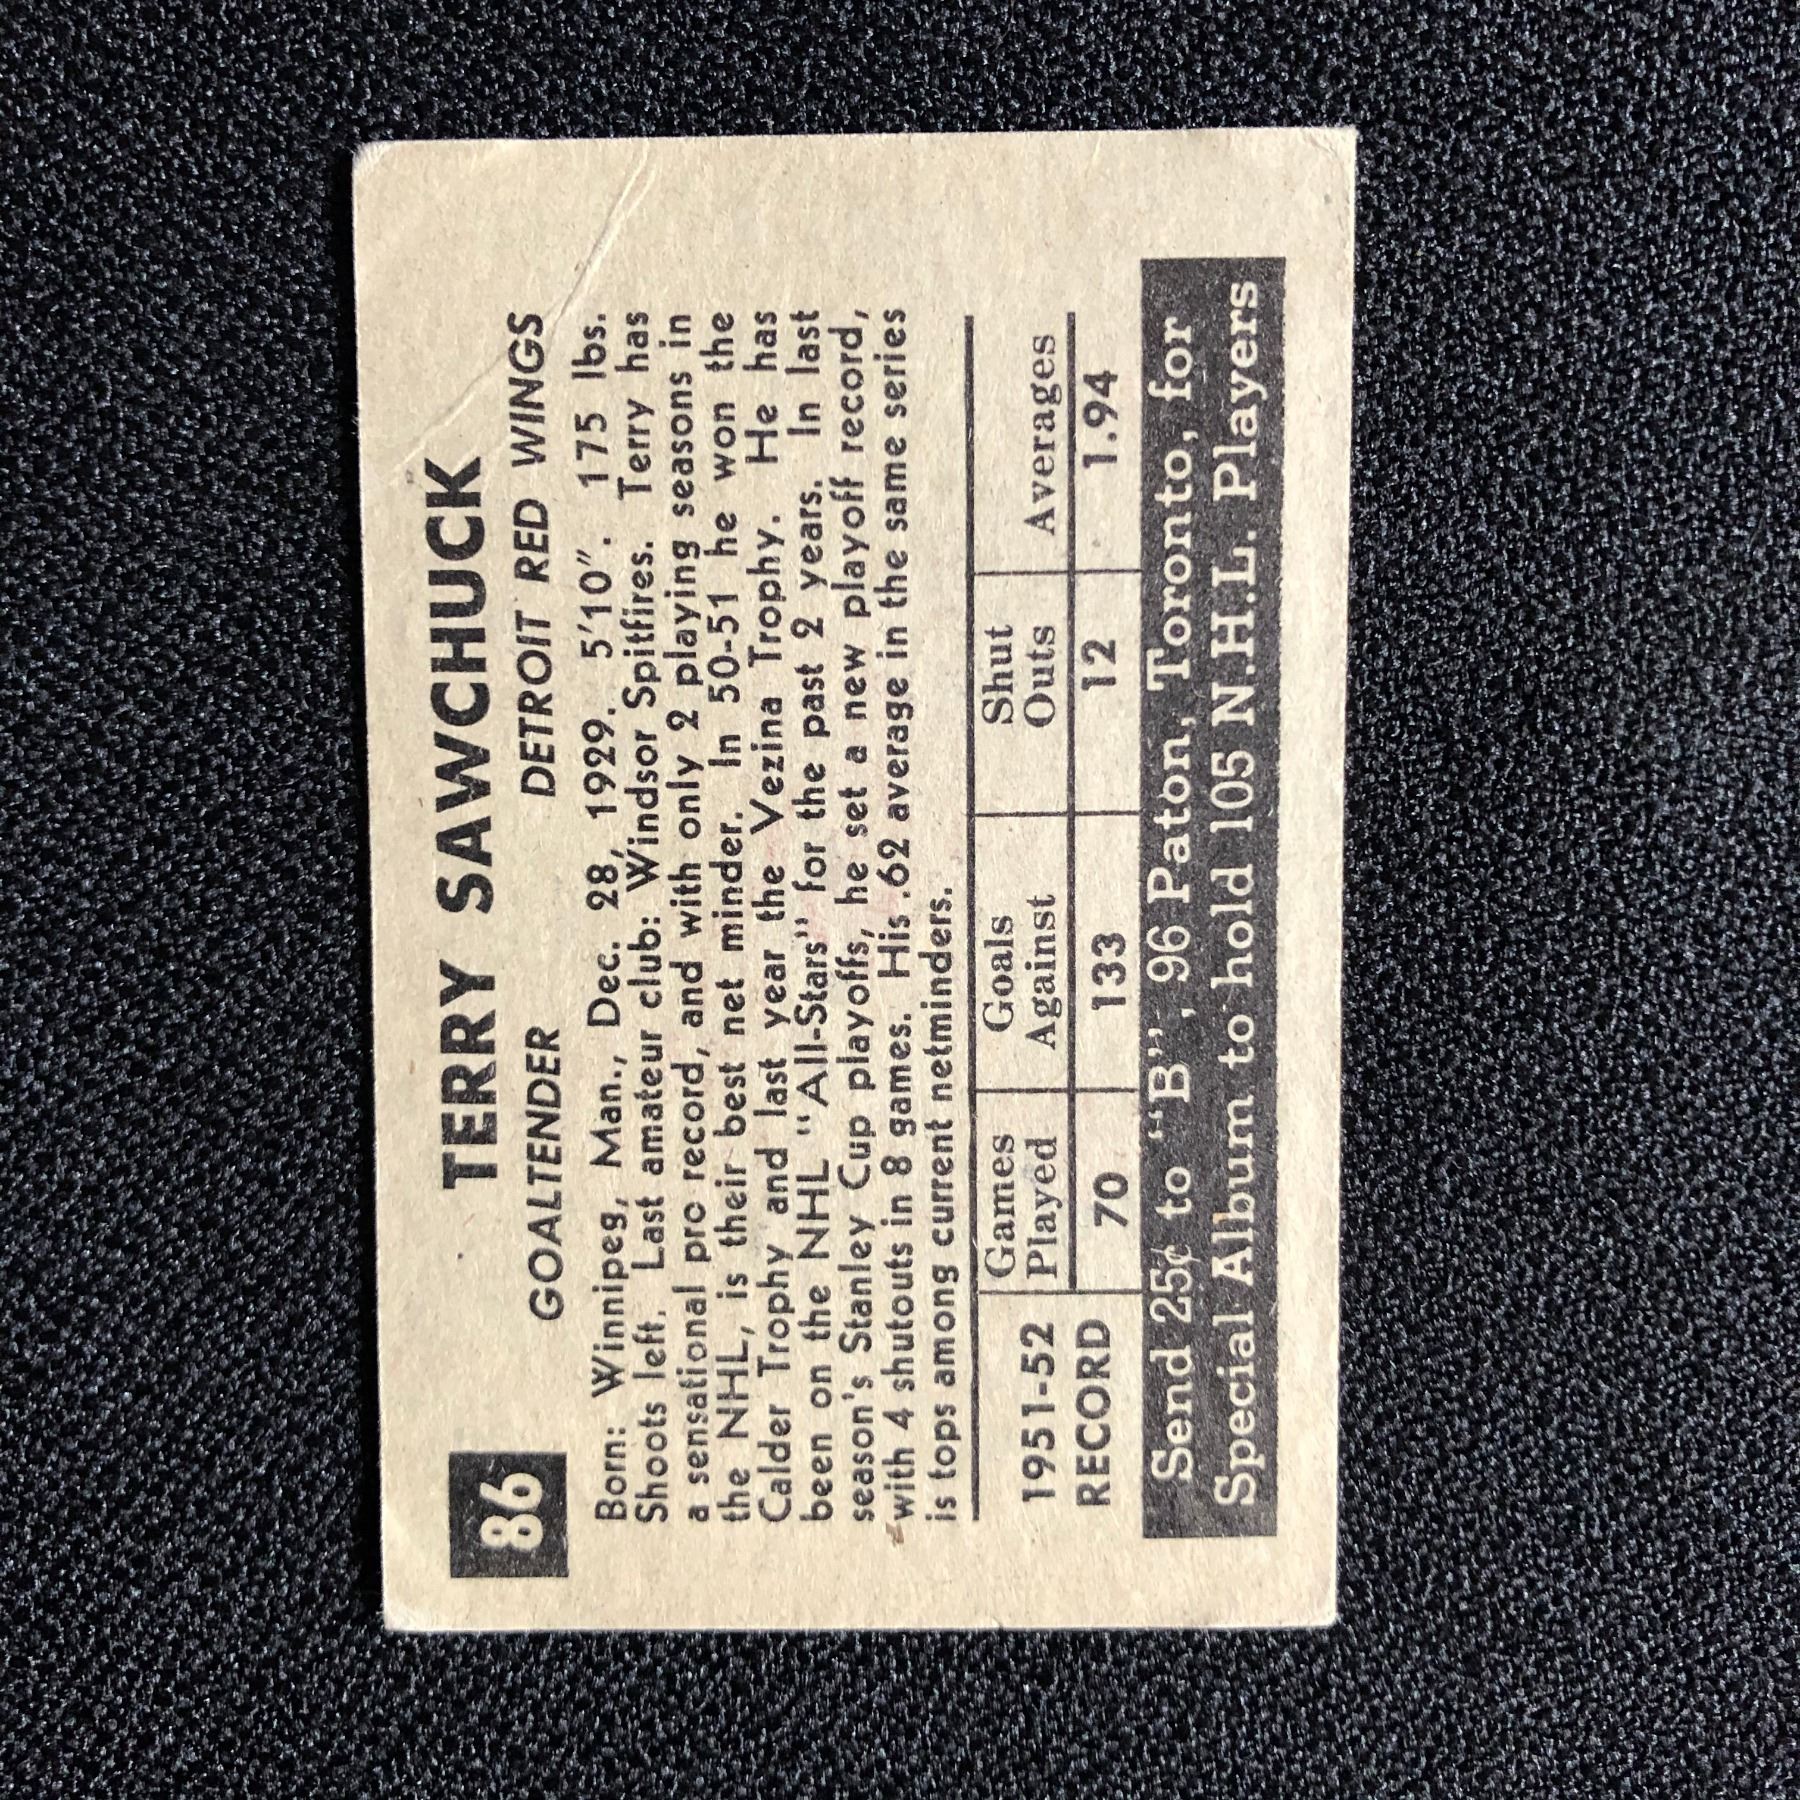 86
TERRY SAWCHUCK
GOALTENDER DETROIT RED WINGS
Born: Winnipeg, Man., Dec. 28, 1929. 5'10". 175 lbs.
Shoots left. Last amateur club: Windsor Spitfires. Terry has
a sensational pro record, and with only 2 playing seasons in
the NHL, is their best net minder. In 50-51 he won the
Calder Trophy and last year the Vezina Trophy. He has
been on the NHL "All-Stars" for the past 2 years. In last
season's Stanley Cup playoffs, he set a new playoff record,
with 4 shutouts in 8 games. His .62 average in the same series
is tops among current netminders.
1951-52 RECORD
Games Played Goals Against Shut Outs Averages
70 133 12 1.94
Send 25¢ to "B", 96 Paton, Toronto, for
Special Album to hold 105 N.H.L. Players